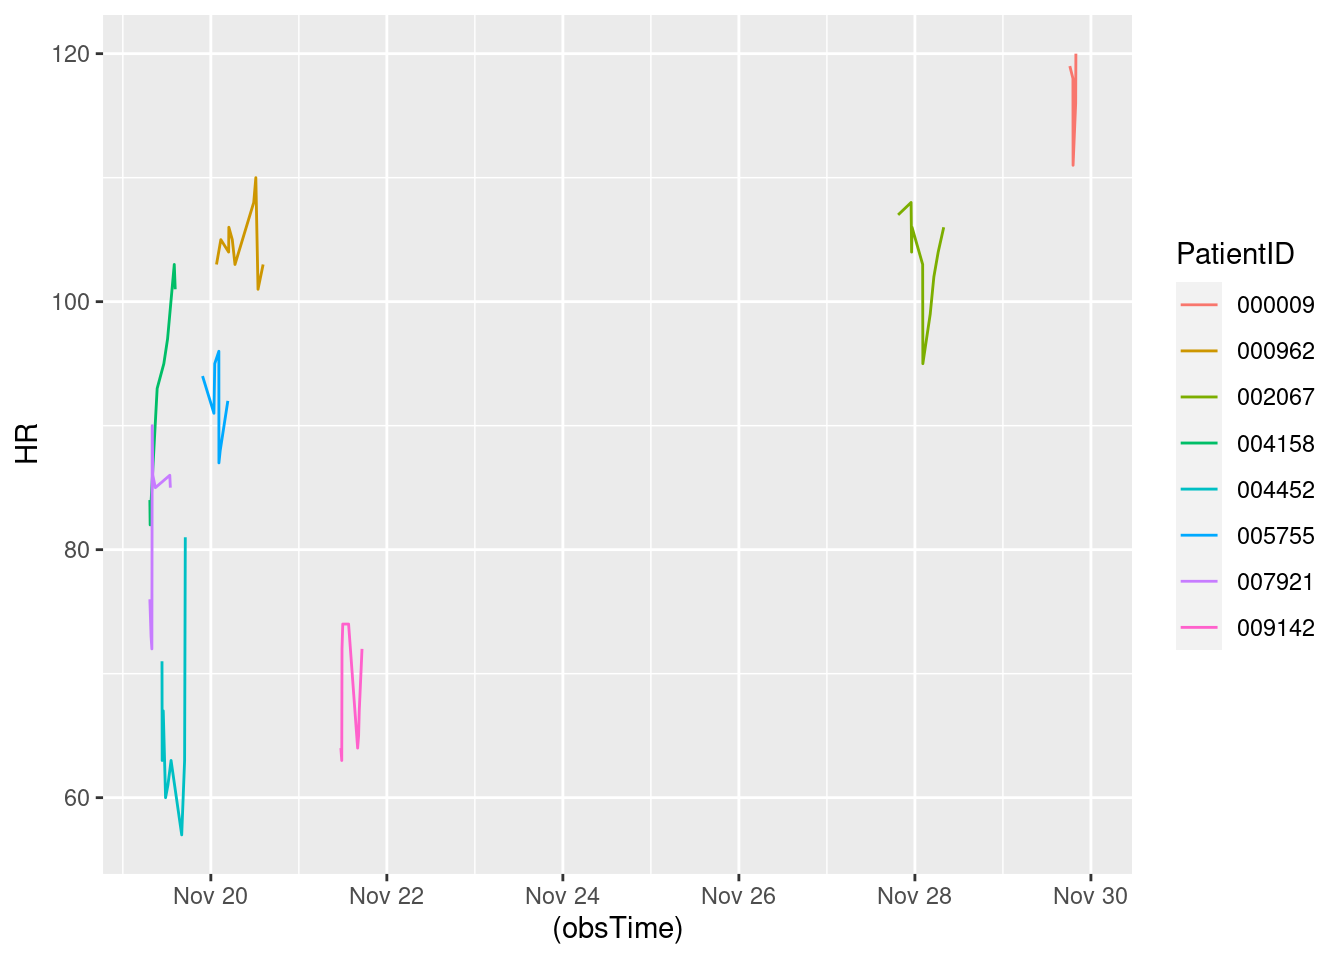 120
100
80
60
HR
Nov 20
Nov 22
Nov 24
Nov 26
Nov 28
Nov 30
(obsTime)
PatientID
000009
000962
002067
004158
004452
005755
007921
009142